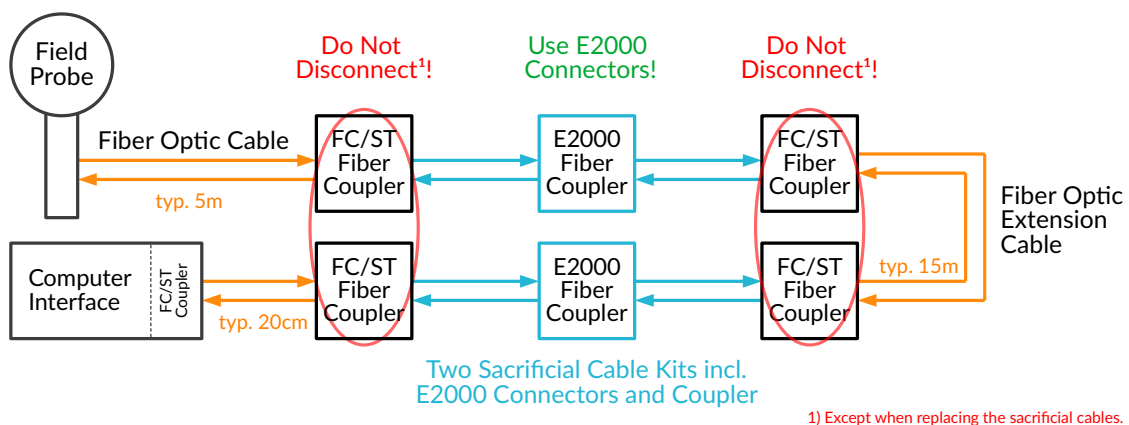 Field
Probe
Do Not
Disconnect¹!
Use E2000
Connectors!
Do Not
Disconnect¹!
Fiber Optic Cable
typ. 5m
FC/ST
Fiber
Coupler
E2000
Fiber
Coupler
FC/ST
Fiber
Coupler
Fiber Optic
Extension
Cable
Computer
Interface
FC/ST
Coupler
typ. 20cm
FC/ST
Fiber
Coupler
E2000
Fiber
Coupler
FC/ST
Fiber
Coupler
typ. 15m
Two Sacrificial Cable Kits incl.
E2000 Connectors and Coupler
1) Except when replacing the sacrificial cables.